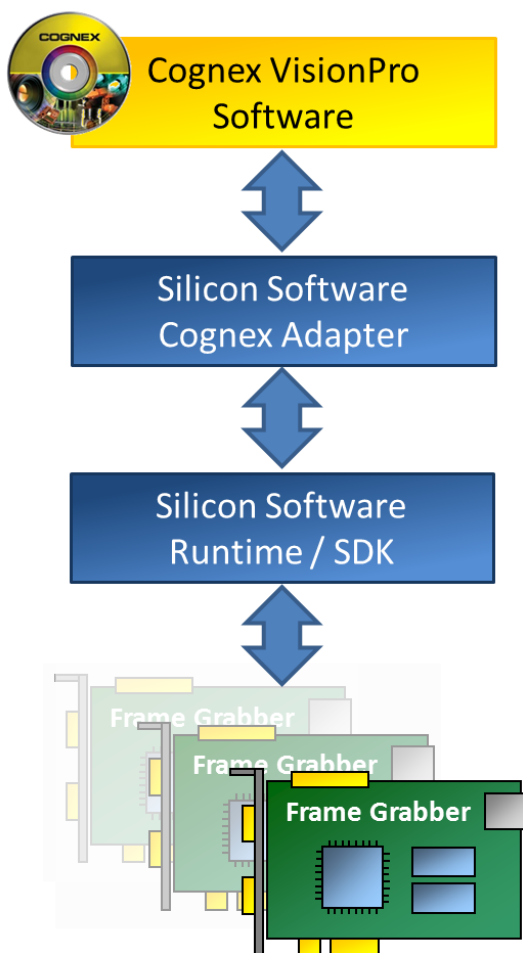 COGNEX
Cognex VisionPro
Software
Silicon Software
Cognex Adapter
Silicon Software
Runtime / SDK
Frame Grabber
Frame Grabber
Frame Grabber